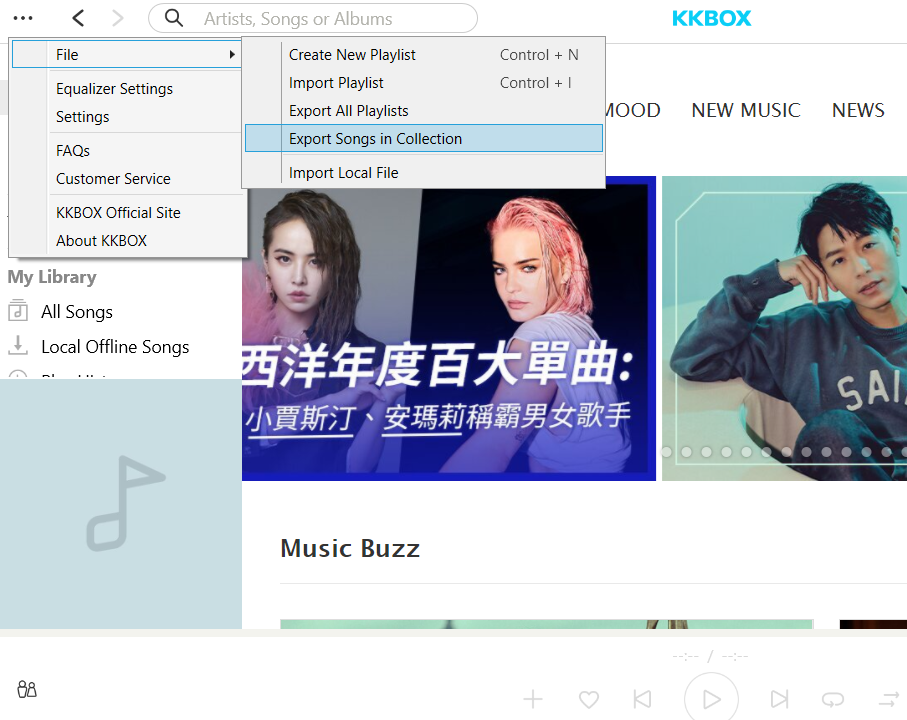 Artists, Songs or Albums
KKBOX
File
Equalizer Settings
Settings
FAQs
Customer Service
KKBOX Official Site
About KKBOX
Create New Playlist Control + N
Import Playlist Control + I
Export All Playlists
Export Songs in Collection
Import Local File
MOOD NEW MUSIC NEWS
My Library
All Songs
Local Offline Songs
西洋年度百大單曲:
小賈斯汀、安瑪莉稱霸男女歌手
SAI
Music Buzz
--:-- / --:--